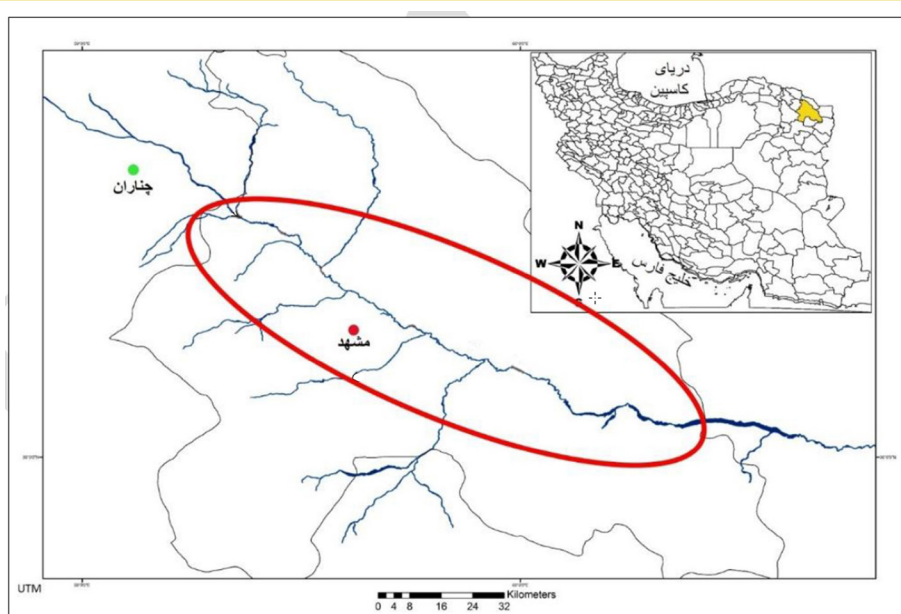 دریای
کاسپین
چناران
N
W
E
خلیج فارس
مشهد
UTM
Kilometers
0 4 8 16 24 32